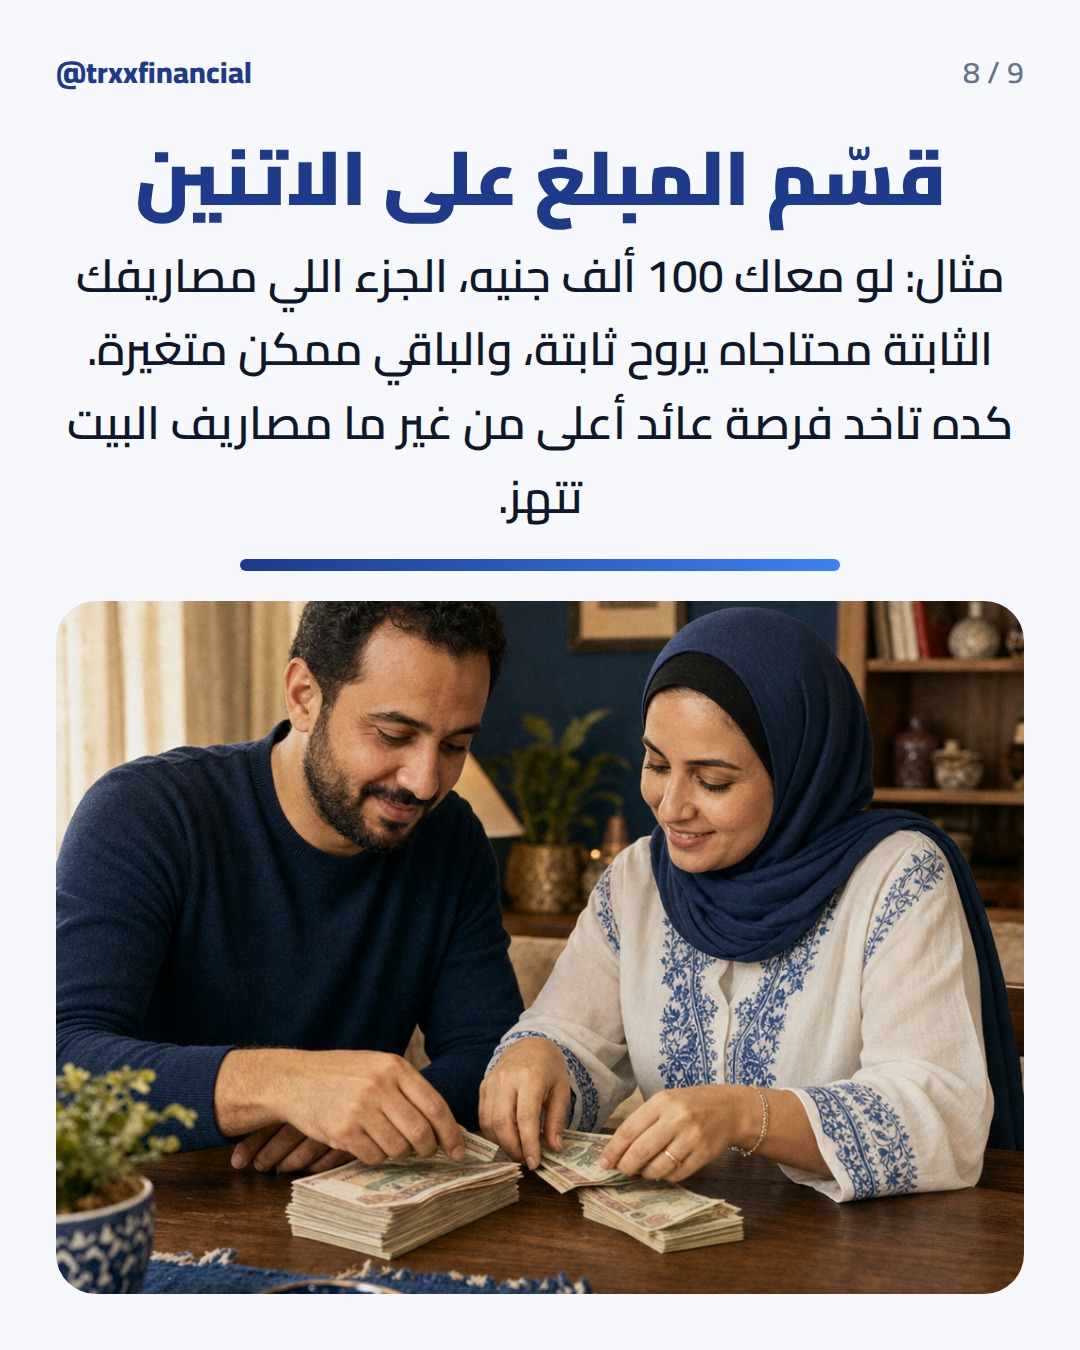 @trxxfinancial
8 / 9
قسّم المبلغ على الاتنين
مثال: لو معاك 100 ألف جنيه، الجزء اللي مصاريفك
الثابتة محتاجاه يروح ثابتة، والباقي ممكن متغيرة.
كده تاخد فرصة عائد أعلى من غير ما مصاريف البيت
تتهز.